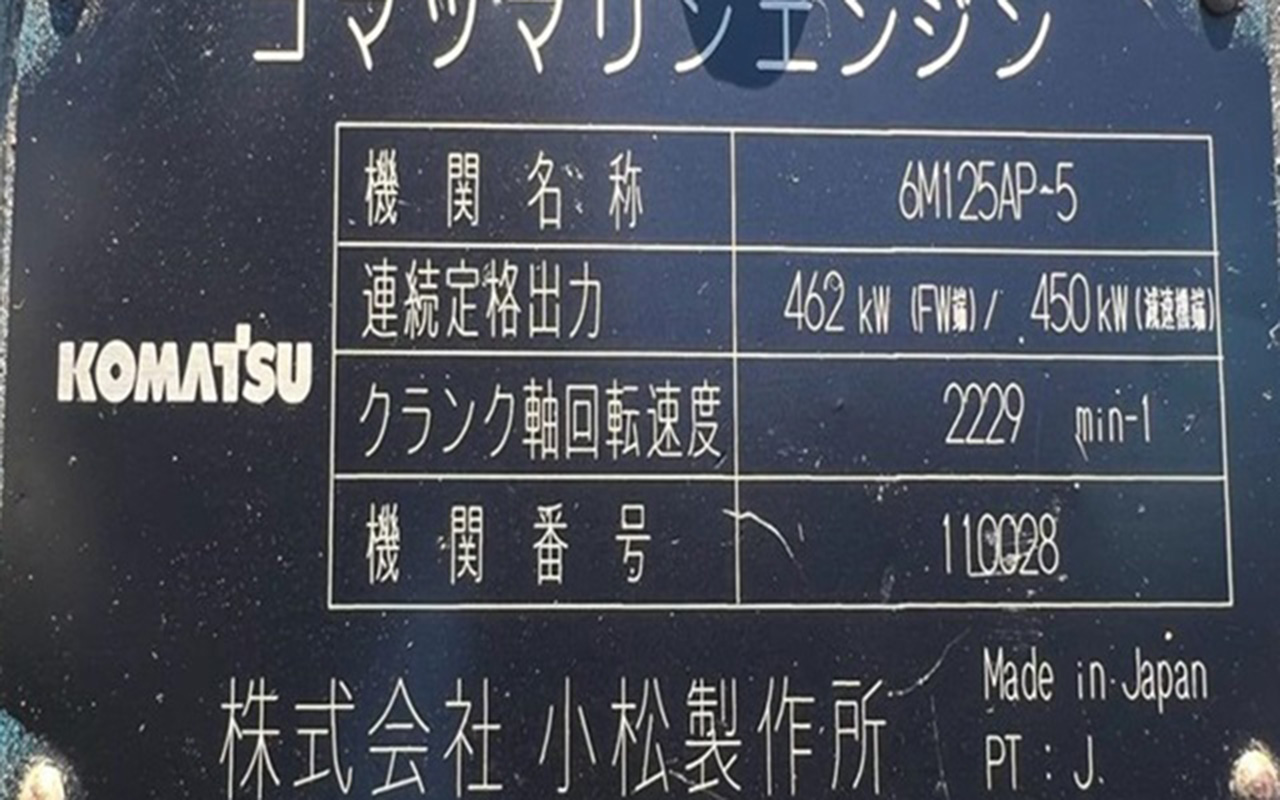 コマツマリンエンジン
機関名称 6M125AP-5
連続定格出力 462 kW (FW端) / 450 kW (減速機端)
KOMATSU
クランク軸回転速度 2229 min-1
機関番号 110028
株式会社 小松製作所
Made in Japan
PT : J.